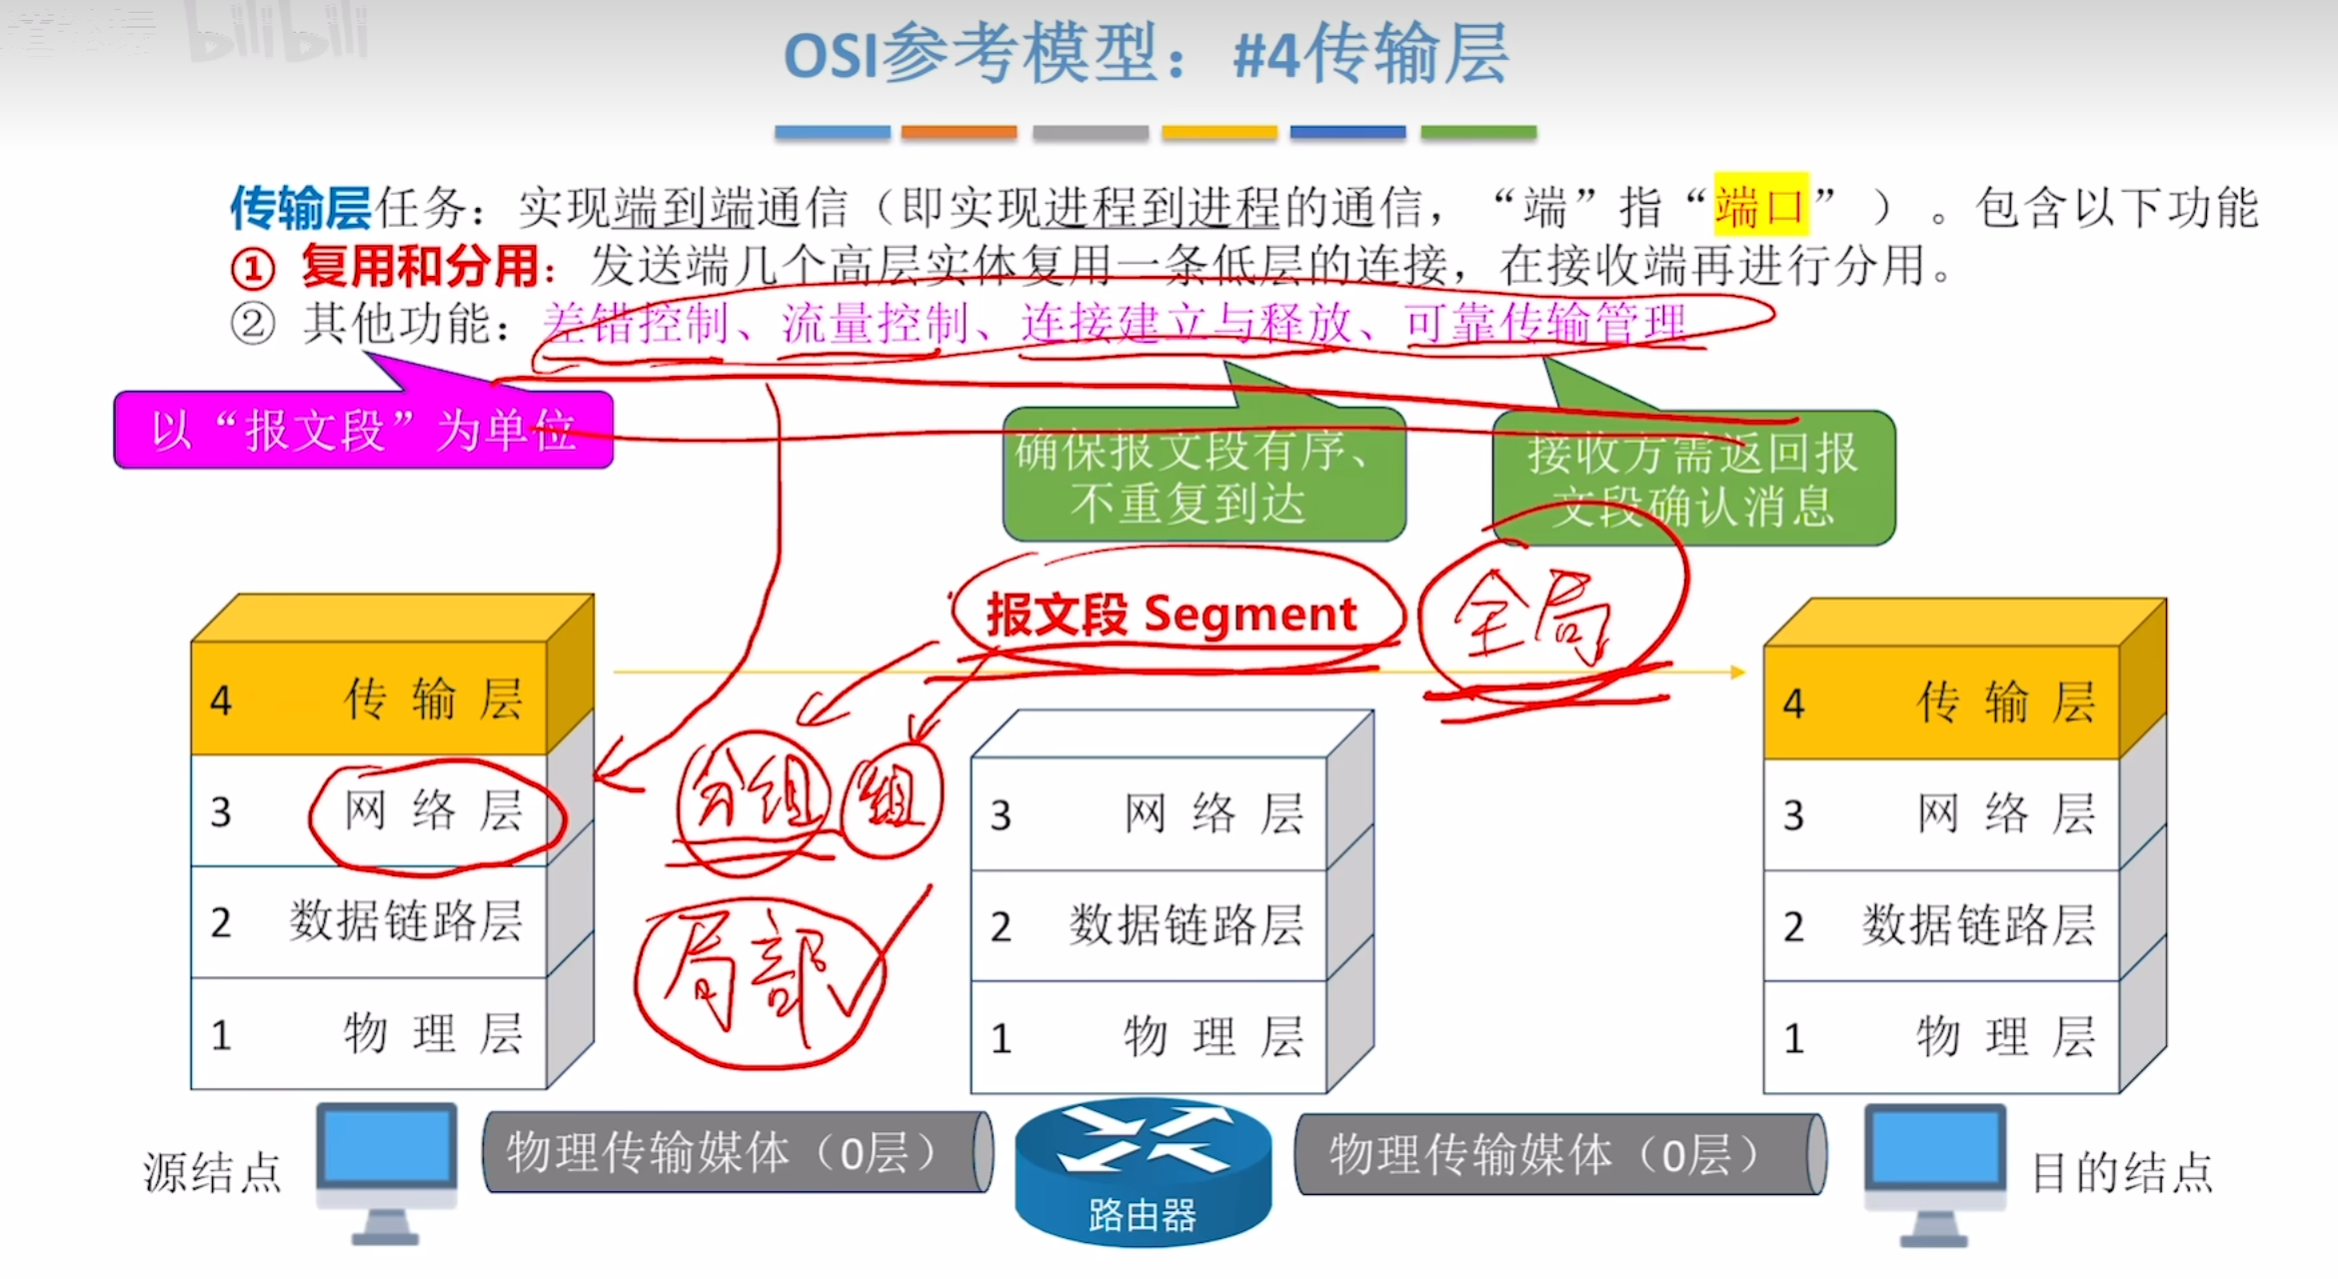 bilibili
OSI参考模型：#4传输层
传输层任务：实现端到端通信（即实现进程到进程的通信，“端”指“端口”）。包含以下功能
① 复用和分用：发送端几个高层实体复用一条低层的连接，在接收端再进行分用。
② 其他功能：差错控制、流量控制、连接建立与释放、可靠传输管理
以“报文段”为单位
确保报文段有序、
不重复到达
接收方需返回报
文段确认消息
报文段 Segment
全局
4 传输层
3 网络层
2 数据链路层
1 物理层
分组
组
局部
3 网络层
2 数据链路层
1 物理层
4 传输层
3 网络层
2 数据链路层
1 物理层
源结点
物理传输媒体（0层）
路由器
物理传输媒体（0层）
目的结点